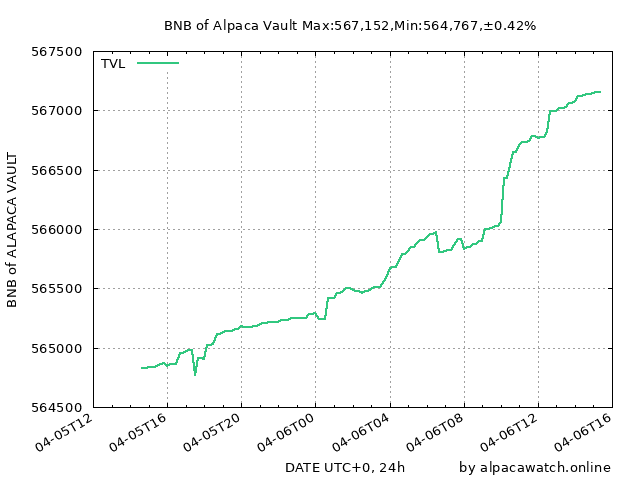 BNB of Alpaca Vault Max:567,152,Min:564,767,±0.42%
TVL
567500
567000
566500
566000
565500
565000
564500
BNB of ALAPACA VAULT
04-05T12
04-05T16
04-05T20
04-06T00
04-06T04
04-06T08
04-06T12
04-06T16
DATE UTC+0, 24h
by alpacawatch.online